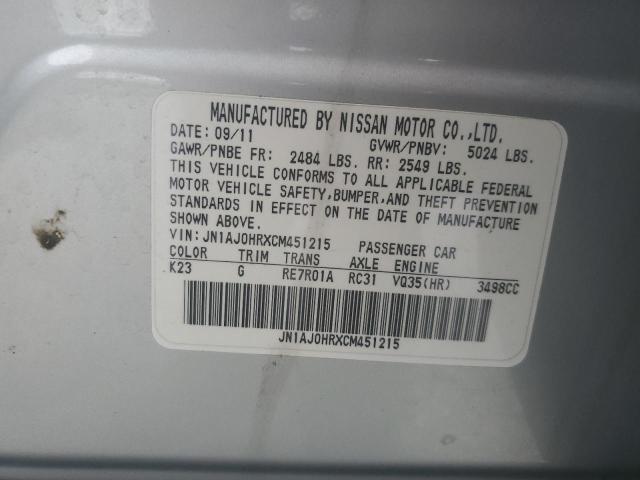 MANUFACTURED BY NISSAN MOTOR CO.,LTD.
DATE: 09/11 GVWR/PNBV: 5024 LBS.
GAWR/PNBE FR: 2484 LBS. RR: 2549 LBS.
THIS VEHICLE CONFORMS TO ALL APPLICABLE FEDERAL
MOTOR VEHICLE SAFETY,BUMPER,AND THEFT PREVENTION
STANDARDS IN EFFECT ON THE DATE OF MANUFACTURE
SHOWN ABOVE.
VIN: JN1AJ0HRXCM451215 PASSENGER CAR
COLOR TRIM TRANS AXLE ENGINE
K23 G RE7R01A RC31 VQ35(HR) 3498CC
JN1AJ0HRXCM451215